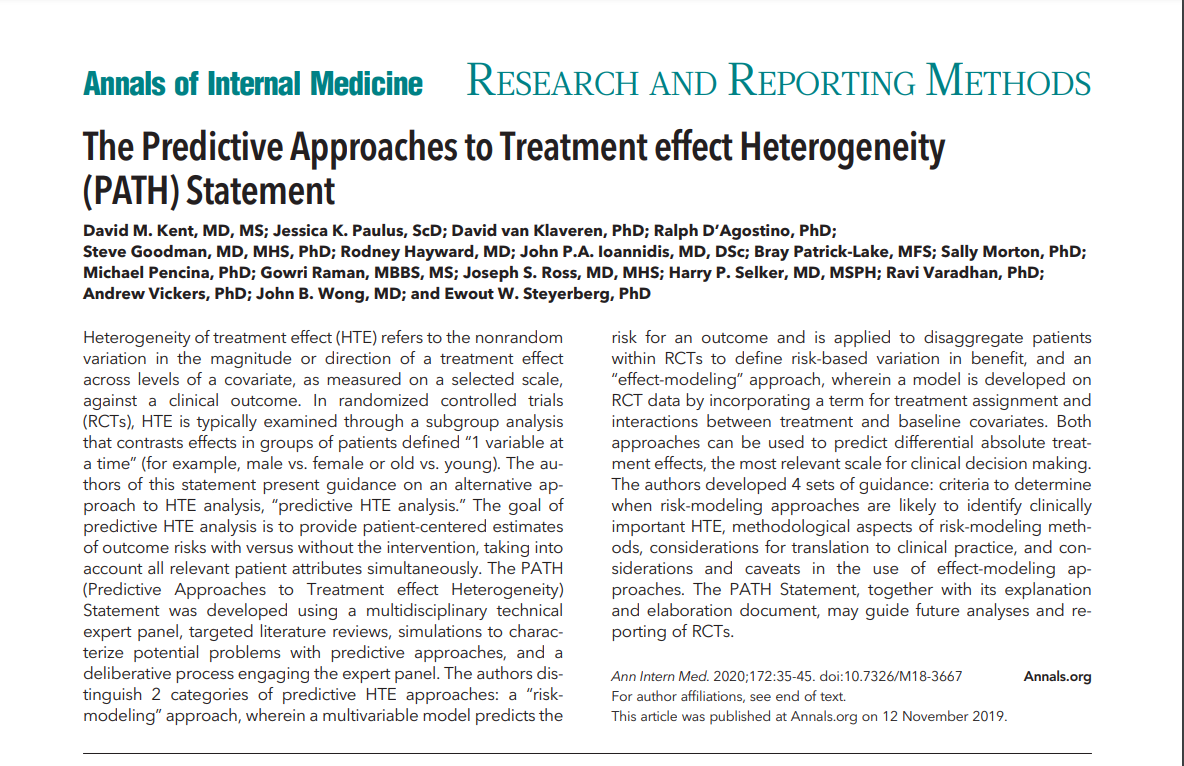 Annals of Internal Medicine RESEARCH AND REPORTING METHODS
The Predictive Approaches to Treatment effect Heterogeneity
(PATH) Statement
David M. Kent, MD, MS; Jessica K. Paulus, ScD; David van Klaveren, PhD; Ralph D’Agostino, PhD;
Steve Goodman, MD, MHS, PhD; Rodney Hayward, MD; John P.A. Ioannidis, MD, DSc; Bray Patrick-Lake, MFS; Sally Morton, PhD;
Michael Pencina, PhD; Gowri Raman, MBBS, MS; Joseph S. Ross, MD, MHS; Harry P. Selker, MD, MSPH; Ravi Varadhan, PhD;
Andrew Vickers, PhD; John B. Wong, MD; and Ewout W. Steyerberg, PhD
Heterogeneity of treatment effect (HTE) refers to the nonrandom
variation in the magnitude or direction of a treatment effect
across levels of a covariate, as measured on a selected scale,
against a clinical outcome. In randomized controlled trials
(RCTs), HTE is typically examined through a subgroup analysis
that contrasts effects in groups of patients defined “1 variable at
a time” (for example, male vs. female or old vs. young). The au-
thors of this statement present guidance on an alternative ap-
proach to HTE analysis, “predictive HTE analysis.” The goal of
predictive HTE analysis is to provide patient-centered estimates
of outcome risks with versus without the intervention, taking into
account all relevant patient attributes simultaneously. The PATH
(Predictive Approaches to Treatment effect Heterogeneity)
Statement was developed using a multidisciplinary technical
expert panel, targeted literature reviews, simulations to charac-
terize potential problems with predictive approaches, and a
deliberative process engaging the expert panel. The authors dis-
tinguish 2 categories of predictive HTE approaches: a “risk-
modeling” approach, wherein a multivariable model predicts the
risk for an outcome and is applied to disaggregate patients
within RCTs to define risk-based variation in benefit, and an
“effect-modeling” approach, wherein a model is developed on
RCT data by incorporating a term for treatment assignment and
interactions between treatment and baseline covariates. Both
approaches can be used to predict differential absolute treat-
ment effects, the most relevant scale for clinical decision making.
The authors developed 4 sets of guidance: criteria to determine
when risk-modeling approaches are likely to identify clinically
important HTE, methodological aspects of risk-modeling meth-
ods, considerations for translation to clinical practice, and con-
siderations and caveats in the use of effect-modeling ap-
proaches. The PATH Statement, together with its explanation
and elaboration document, may guide future analyses and re-
porting of RCTs.
Ann Intern Med. 2020;172:35-45. doi:10.7326/M18-3667 Annals.org
For author affiliations, see end of text.
This article was published at Annals.org on 12 November 2019.